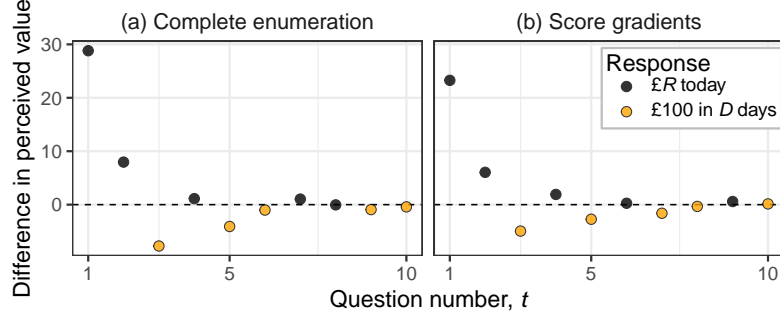 (a) Complete enumeration
(b) Score gradients
Difference in perceived value
30
20
10
0
Response
£R today
£100 in D days
1
5
10
1
5
10
Question number, t